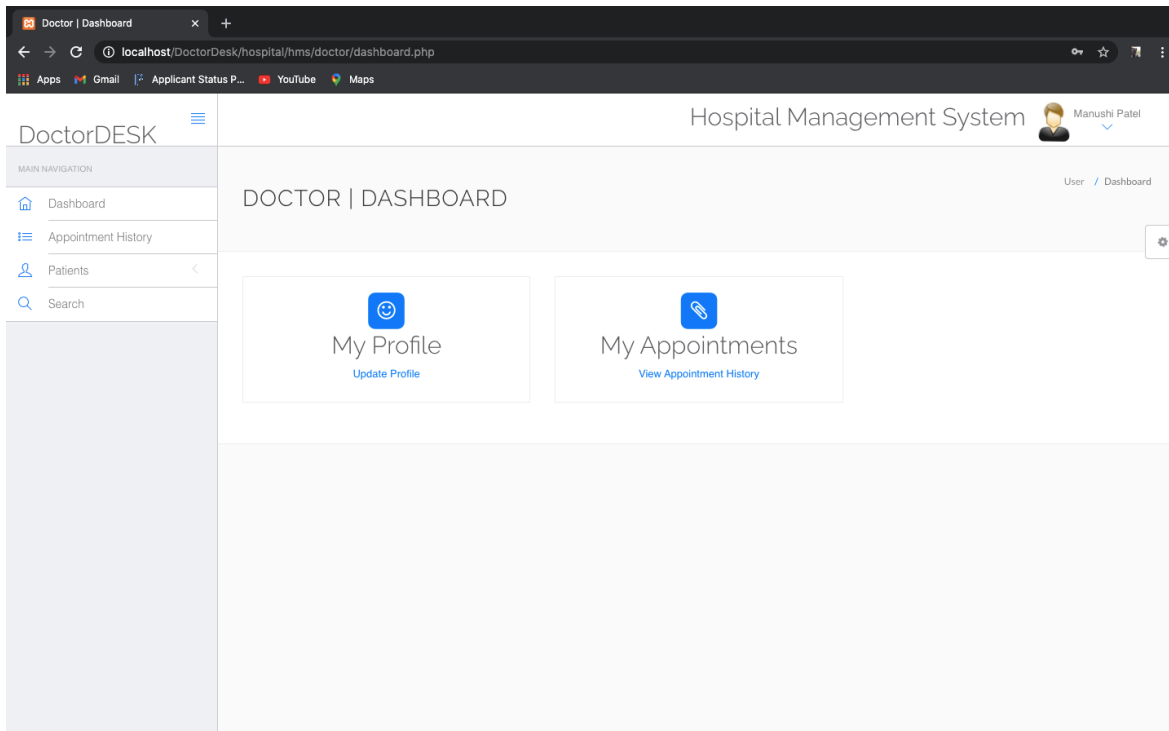 Doctor | Dashboard
localhost/DoctorDesk/hospital/hms/doctor/dashboard.php
Apps Gmail Applicant Status P... YouTube Maps
DoctorDESK
Hospital Management System Manushi Patel
MAIN NAVIGATION
Dashboard
Appointment History
Patients
Search
DOCTOR | DASHBOARD
User / Dashboard
My Profile
Update Profile
My Appointments
View Appointment History